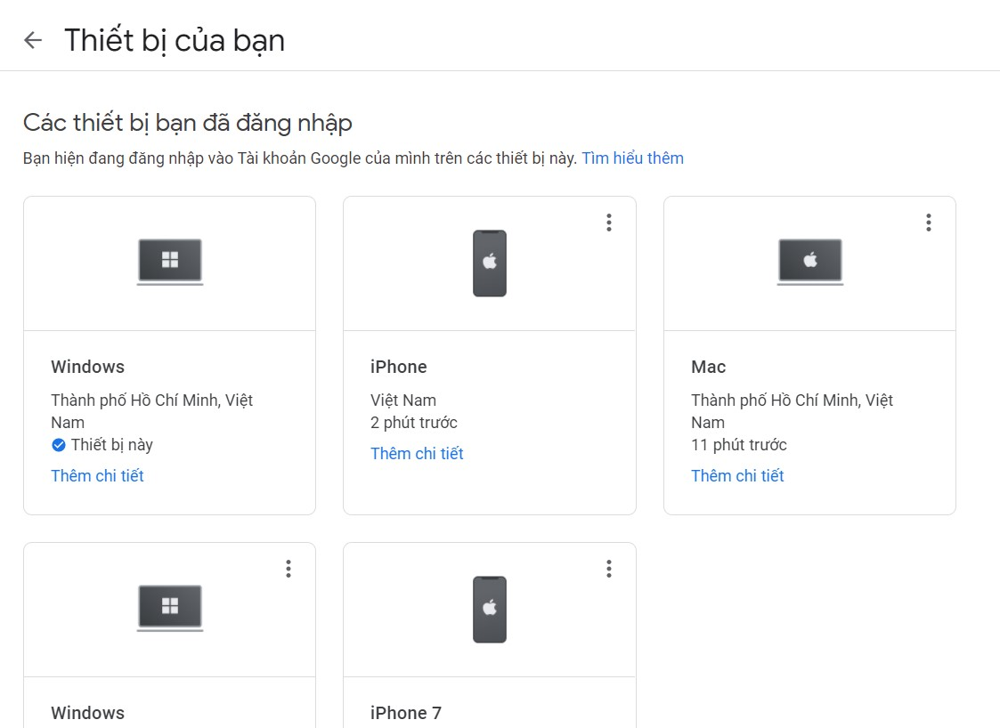 Thiết bị của bạn
Các thiết bị bạn đã đăng nhập
Bạn hiện đang đăng nhập vào Tài khoản Google của mình trên các thiết bị này. Tìm hiểu thêm
Windows
Thành phố Hồ Chí Minh, Việt
Nam
Thiết bị này
Thêm chi tiết
iPhone
Việt Nam
2 phút trước
Thêm chi tiết
Mac
Thành phố Hồ Chí Minh, Việt
Nam
11 phút trước
Thêm chi tiết
Windows
iPhone 7